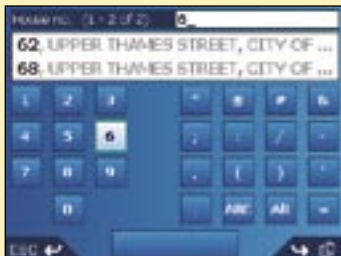 House no. (1 - 2 of 2) 6_
62, UPPER THAMES STREET, CITY OF ...
68, UPPER THAMES STREET, CITY OF ...
1 2 3 * @ # &
4 5 6 ; : / -
7 8 9 , ( ) '
0 . ABC ÀÜ
ESC